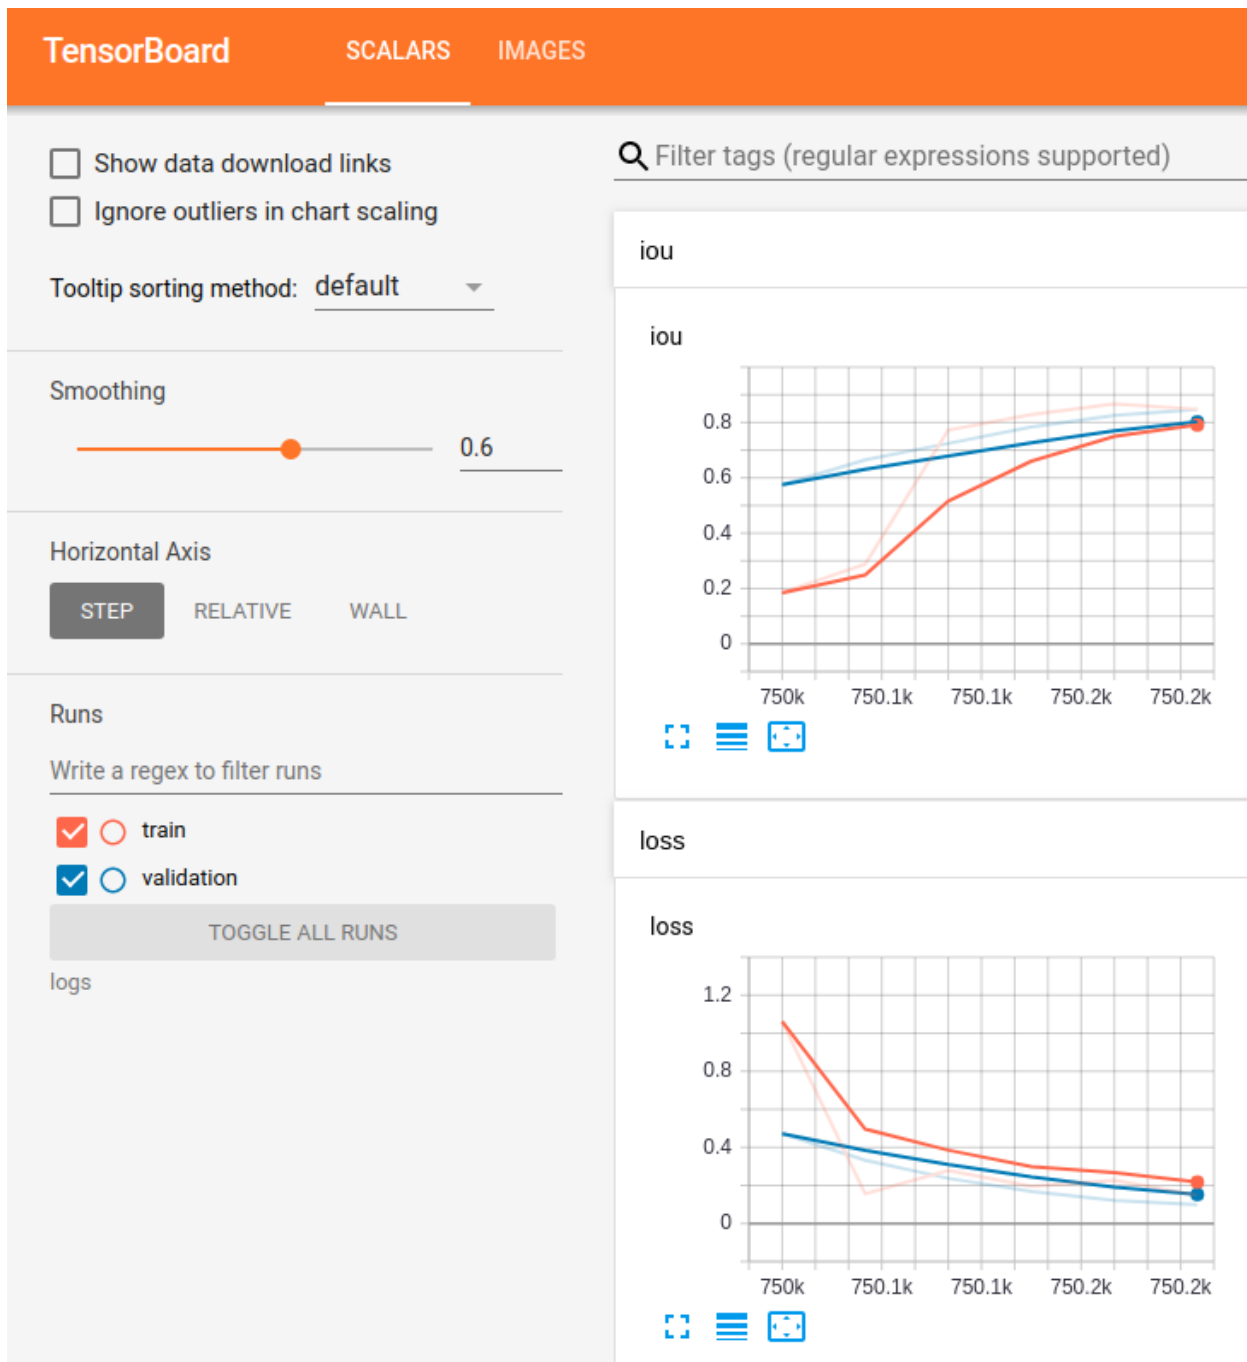 TensorBoard SCALARS IMAGES
Show data download links
Ignore outliers in chart scaling
Tooltip sorting method: default
Smoothing
0.6
Horizontal Axis
STEP RELATIVE WALL
Runs
Write a regex to filter runs
train
validation
TOGGLE ALL RUNS
logs
Filter tags (regular expressions supported)
iou
iou
0.8
0.6
0.4
0.2
0
750k 750.1k 750.1k 750.2k 750.2k
loss
loss
1.2
0.8
0.4
0
750k 750.1k 750.1k 750.2k 750.2k